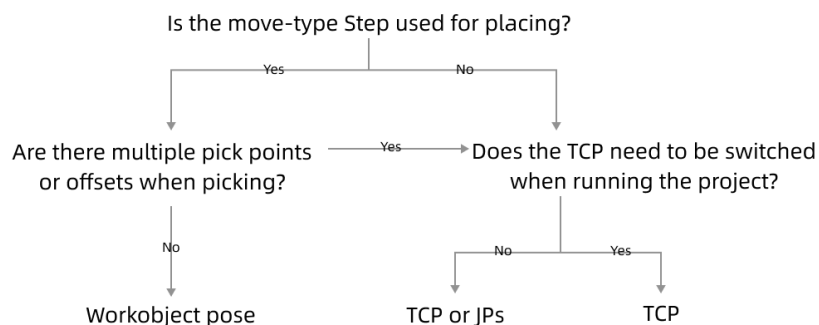 Is the move-type Step used for placing?
Yes
No
Are there multiple pick points
or offsets when picking?
Yes
Does the TCP need to be switched
when running the project?
No
No
Yes
Workobject pose
TCP or JPs
TCP